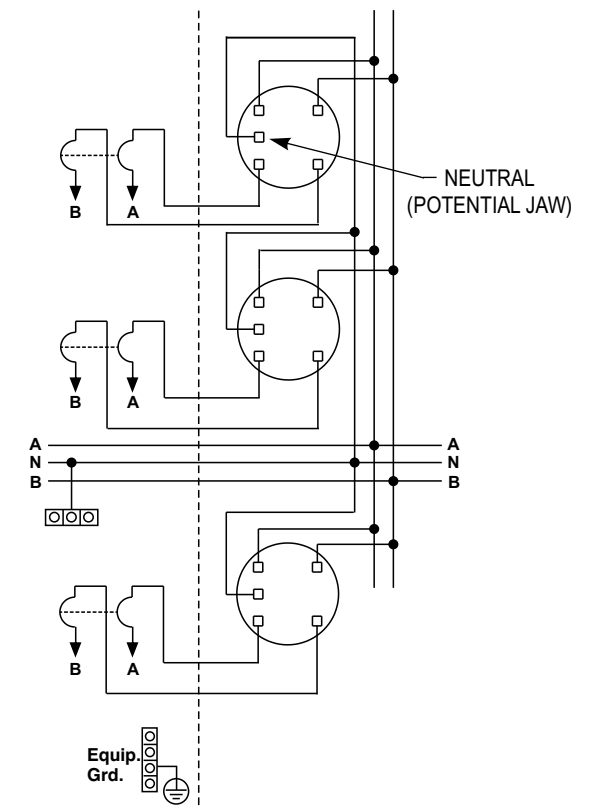 NEUTRAL
(POTENTIAL JAW)
B A
B A
A A
N N
B B
B A
Equip.
Grd.